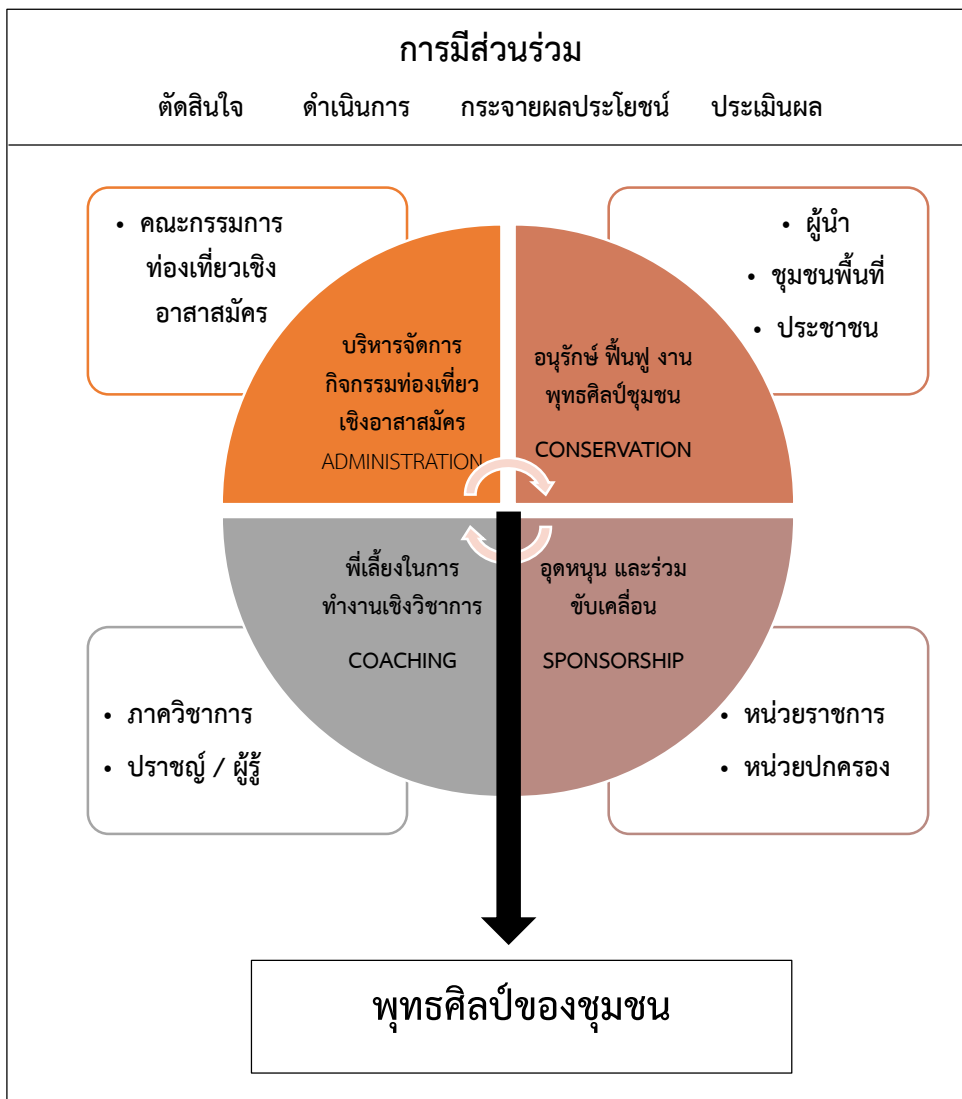 การมีส่วนร่วม
ตัดสินใจ ดำเนินการ กระจายผลประโยชน์ ประเมินผล
• คณะกรรมการ
ท่องเที่ยวเชิง
อาสาสมัคร
• ผู้นำ
• ชุมชนพื้นที่
• ประชาชน
บริหารจัดการ
กิจกรรมท่องเที่ยว
เชิงอาสาสมัคร
ADMINISTRATION
อนุรักษ์ ฟื้นฟู งาน
พุทธศิลป์ชุมชน
CONSERVATION
พี่เลี้ยงในการ
ทำงานเชิงวิชาการ
COACHING
อุดหนุน และร่วม
ขับเคลื่อน
SPONSORSHIP
• ภาควิชาการ
• ปราชญ์ / ผู้รู้
• หน่วยราชการ
• หน่วยปกครอง
พุทธศิลป์ของชุมชน